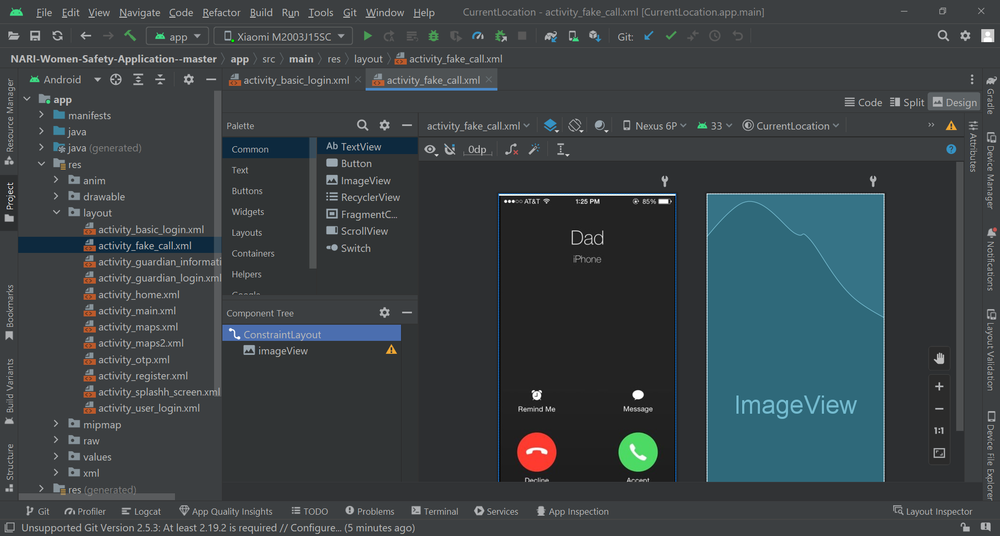 File Edit View Navigate Code Refactor Build Run Tools Git Window Help CurrentLocation - activity_fake_call.xml [CurrentLocation.app.main]
app Xiaomi M2003J15SC Git:
NARI-Women-Safety-Application--master app src main res layout activity_fake_call.xml
Resource Manager
Project
Bookmarks
Build Variants
Structure
Android
app
manifests
java
java (generated)
res
anim
drawable
layout
activity_basic_login.xml
activity_fake_call.xml
activity_guardian_informati
activity_guardian_login.xml
activity_home.xml
activity_main.xml
activity_maps.xml
activity_maps2.xml
activity_otp.xml
activity_register.xml
activity_splashh_screen.xml
activity_user_login.xml
mipmap
raw
values
xml
res (generated)
activity_basic_login.xml activity_fake_call.xml
Code Split Design
Palette
Common
Text
Buttons
Widgets
Layouts
Containers
Helpers
Google
Ab TextView
Button
ImageView
RecyclerView
FragmentC...
ScrollView
Switch
Component Tree
ConstraintLayout
imageView
activity_fake_call.xml Nexus 6P 33 CurrentLocation
0dp
AT&T 1:25 PM 85%
Dad
iPhone
Remind Me Message
Decline Accept
ImageView
1:1
Attributes
Gradle
Device Manager
Notifications
Layout Validation
Device File Explorer
Git Profiler Logcat App Quality Insights TODO Problems Terminal Services App Inspection Layout Inspector
Unsupported Git Version 2.5.3: At least 2.19.2 is required // Configure... (5 minutes ago)